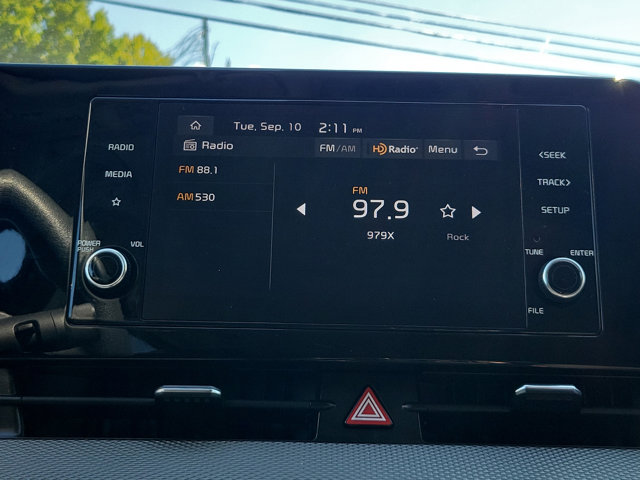 Tue, Sep. 10 2:11 PM
Radio FM/AM HD Radio Menu
RADIO
MEDIA
FM 88.1
AM 530
FM
97.9
979X
Rock
POWER
PUSH
VOL
<SEEK
TRACK>
SETUP
TUNE
ENTER
FILE